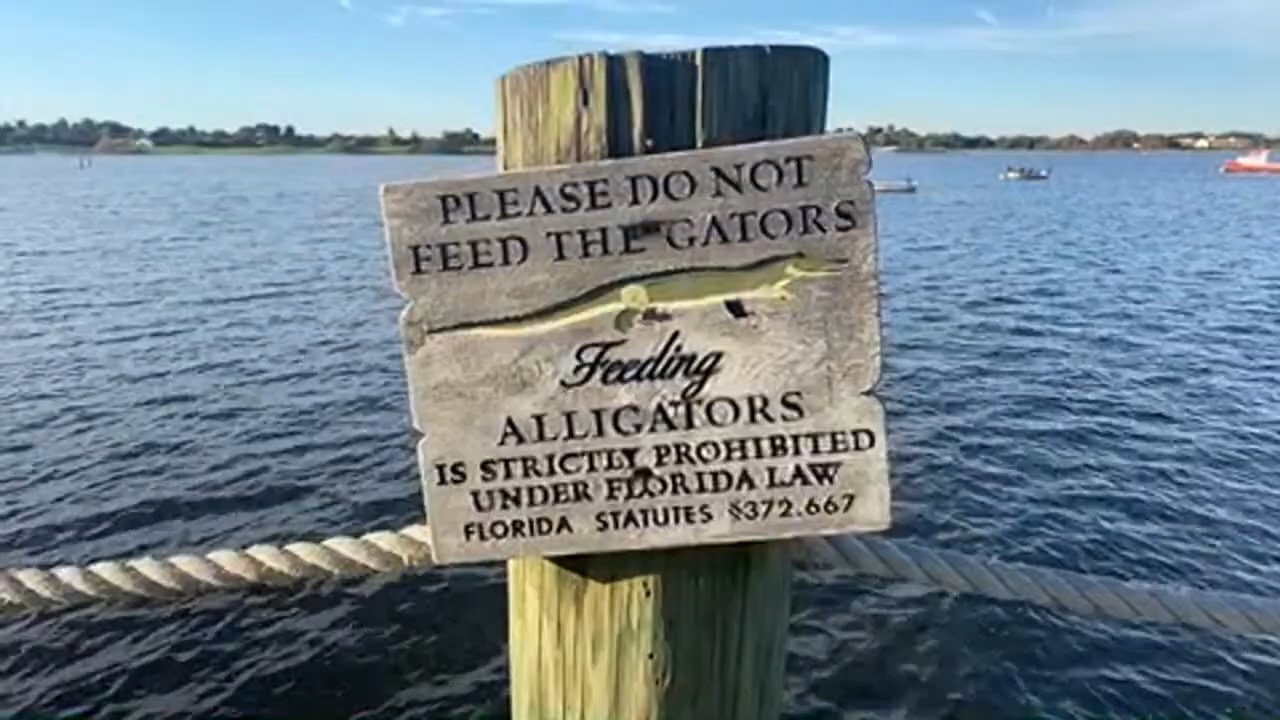 PLEASE DO NOT
FEED THE GATORS
Feeding
ALLIGATORS
IS STRICTLY PROHIBITED
UNDER FLORIDA LAW
FLORIDA STATUTES §372.667